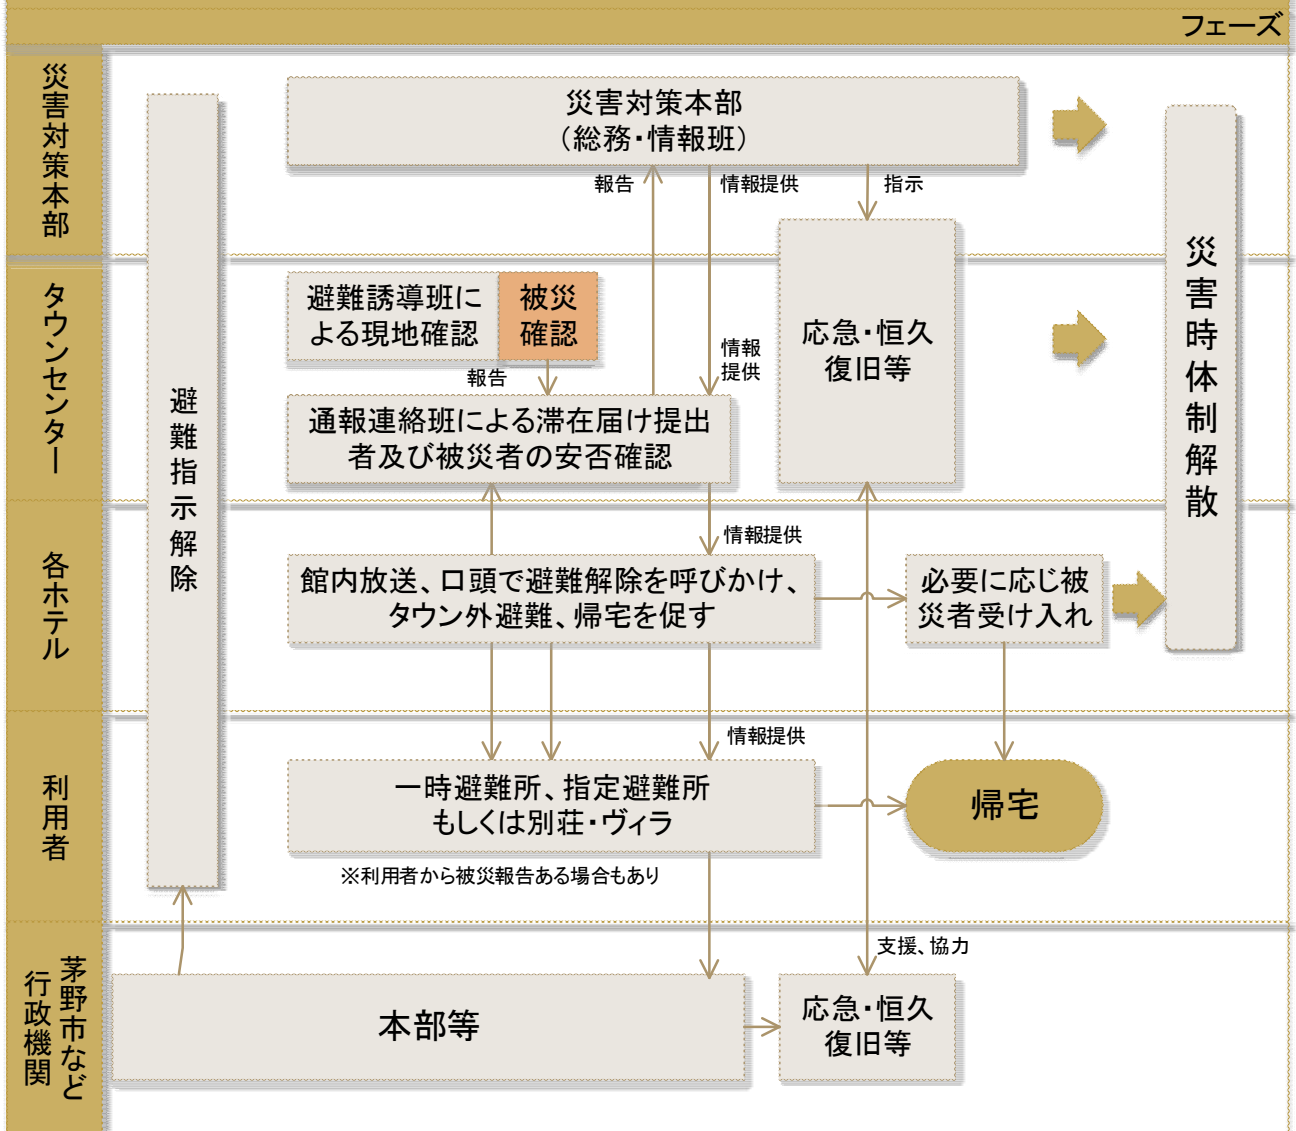 フェーズ
災害対策本部
災害対策本部
（総務・情報班）
報告
情報提供
指示
避難指示解除
災害時体制解散
タウンセンター
避難誘導班に
よる現地確認
被災
確認
報告
情報
提供
応急・恒久
復旧等
通報連絡班による滞在届け提出
者及び被災者の安否確認
各ホテル
情報提供
館内放送、口頭で避難解除を呼びかけ、
タウン外避難、帰宅を促す
必要に応じ被
災者受け入れ
利用者
情報提供
一時避難所、指定避難所
もしくは別荘・ヴィラ
帰宅
※利用者から被災報告ある場合もあり
茅野市など
行政機関
支援、協力
本部等
応急・恒久
復旧等